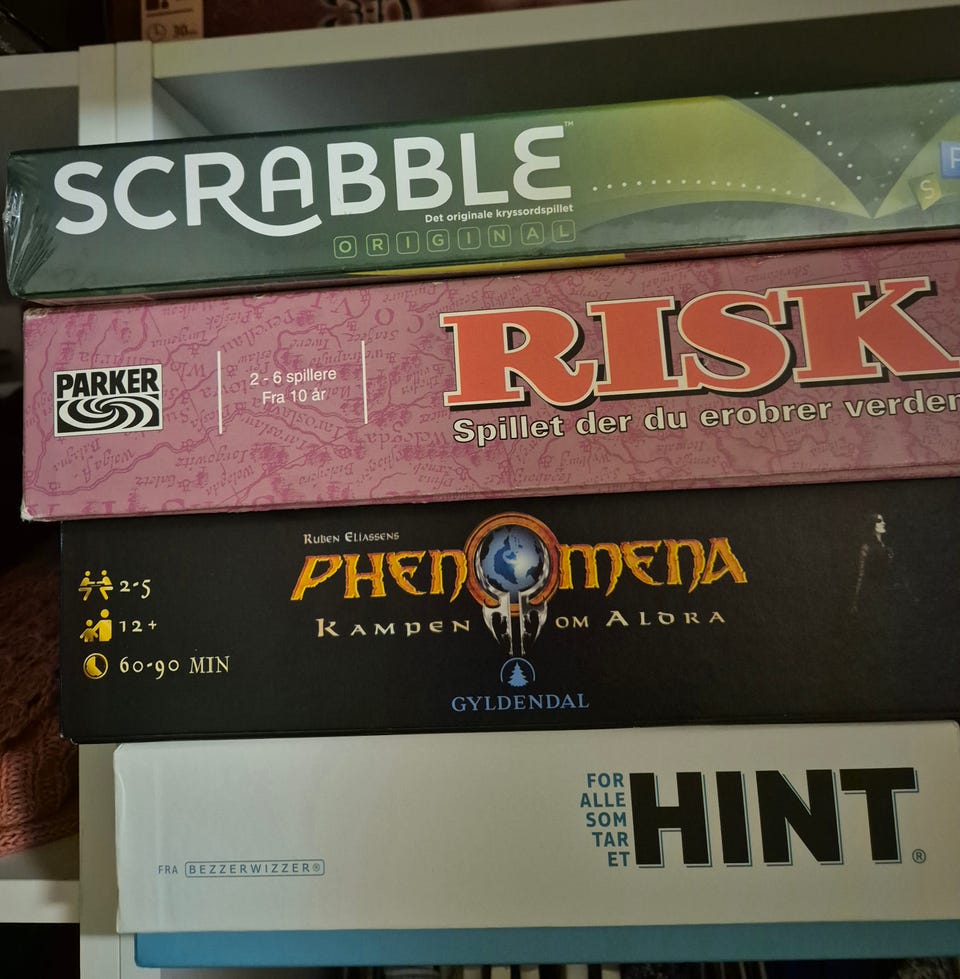 30
SCRABBLE™
Det originale kryssordspillet
ORIGINAL
S
PARKER
2 - 6 spillere
Fra 10 år
RISK
Spillet der du erobrer verden
Ruben Eliassens
PHENOMENA
KAMPEN OM ALDRA
2-5
12+
60-90 MIN
GYLDENDAL
FOR
ALLE
SOM
TAR
ET
HINT®
FRA BEZZERWIZZER®